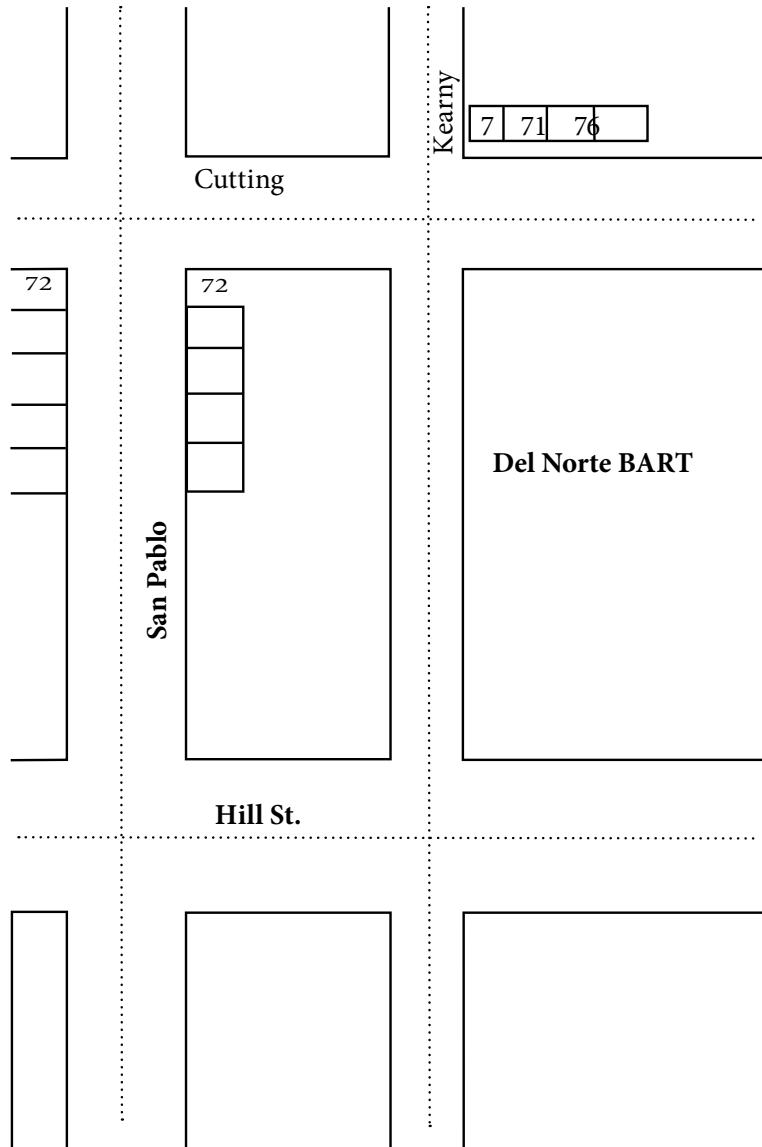 Kearny
7 71 76
Cutting
72 72
Del Norte BART
San Pablo
Hill St.